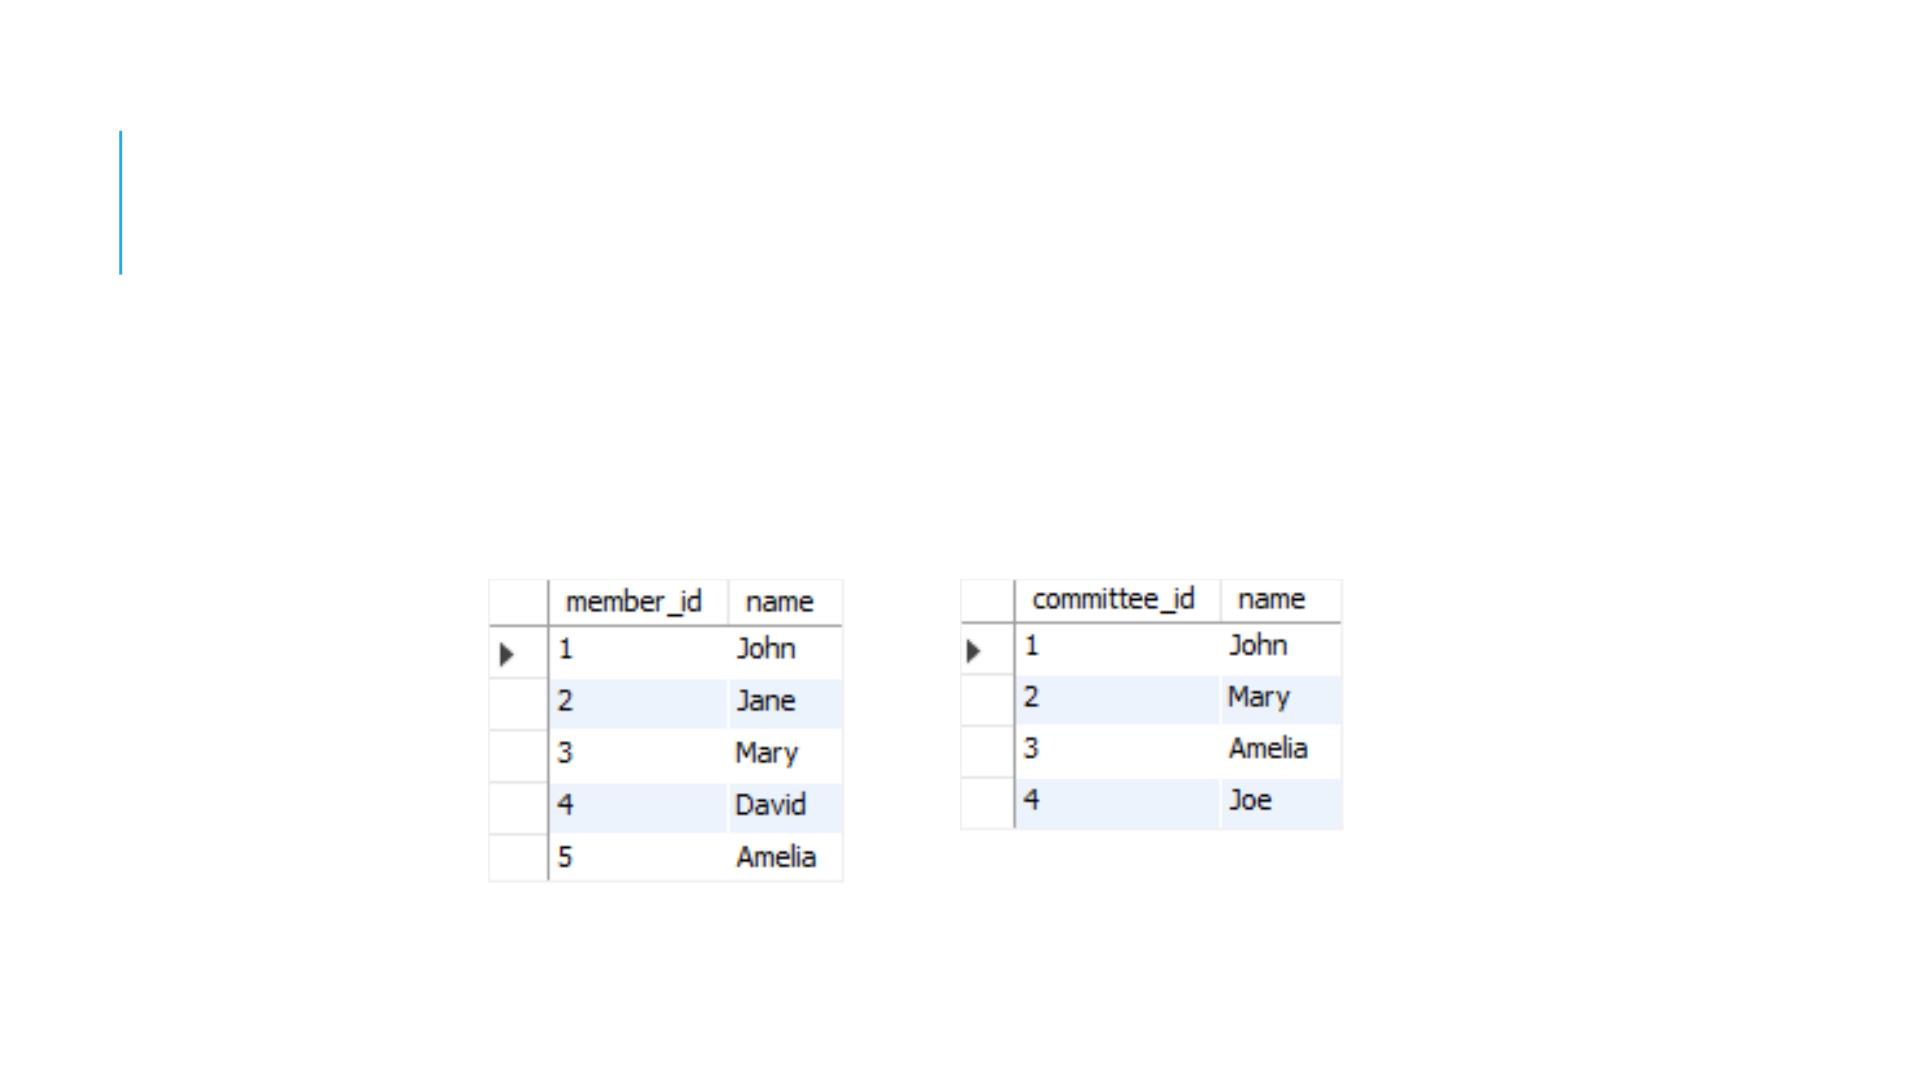 member_id name
1 John
2 Jane
3 Mary
4 David
5 Amelia
committee_id name
1 John
2 Mary
3 Amelia
4 Joe